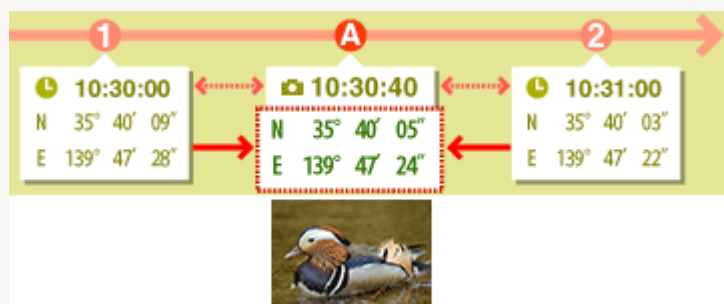 1
A
2
10:30:00
N 35° 40′ 09″
E 139° 47′ 28″
10:30:40
N 35° 40′ 05″
E 139° 47′ 24″
10:31:00
N 35° 40′ 03″
E 139° 47′ 22″